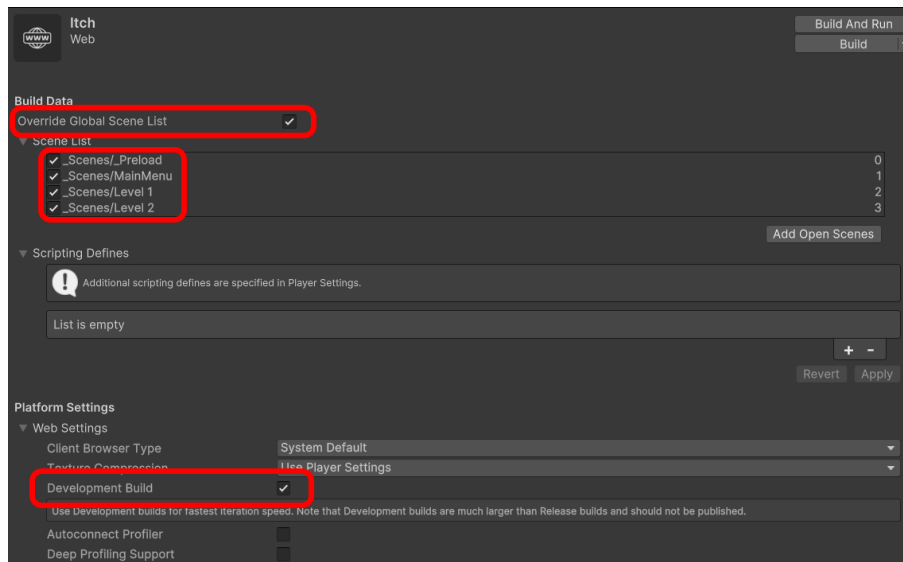 Itch
Build And Run
www
Web
Build
Build Data
Override Global Scene List
Scene List
_Scenes/_Preload 0
_Scenes/MainMenu 1
_Scenes/Level 1 2
_Scenes/Level 2 3
Add Open Scenes
Scripting Defines
Additional scripting defines are specified in Player Settings.
List is empty
+ -
Revert Apply
Platform Settings
Web Settings
Client Browser Type System Default
Texture Compression Use Player Settings
Development Build
Use Development builds for fastest iteration speed. Note that Development builds are much larger than Release builds and should not be published.
Autoconnect Profiler
Deep Profiling Support